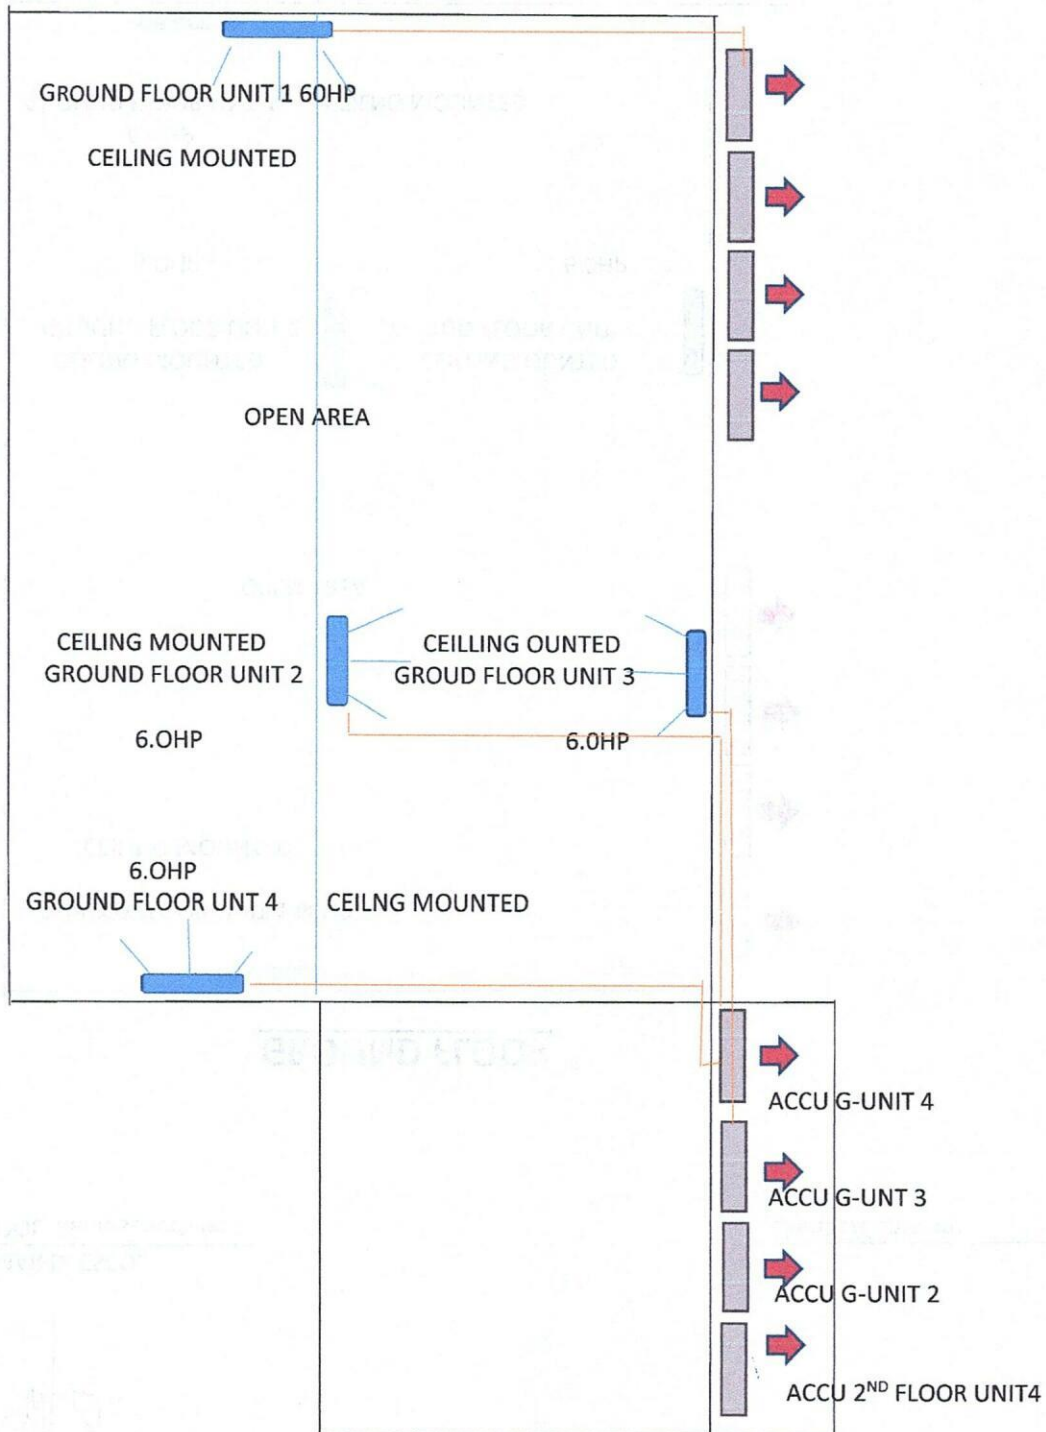 GROUND FLOOR UNIT 1 60HP
CEILING MOUNTED
OPEN AREA
CEILING MOUNTED
GROUND FLOOR UNIT 2
6.OHP
CEILLING OUNTED
GROUD FLOOR UNIT 3
6.0HP
6.OHP
GROUND FLOOR UNT 4
CEILNG MOUNTED
ACCU G-UNIT 4
ACCU G-UNT 3
ACCU G-UNIT 2
ACCU 2ND FLOOR UNIT4